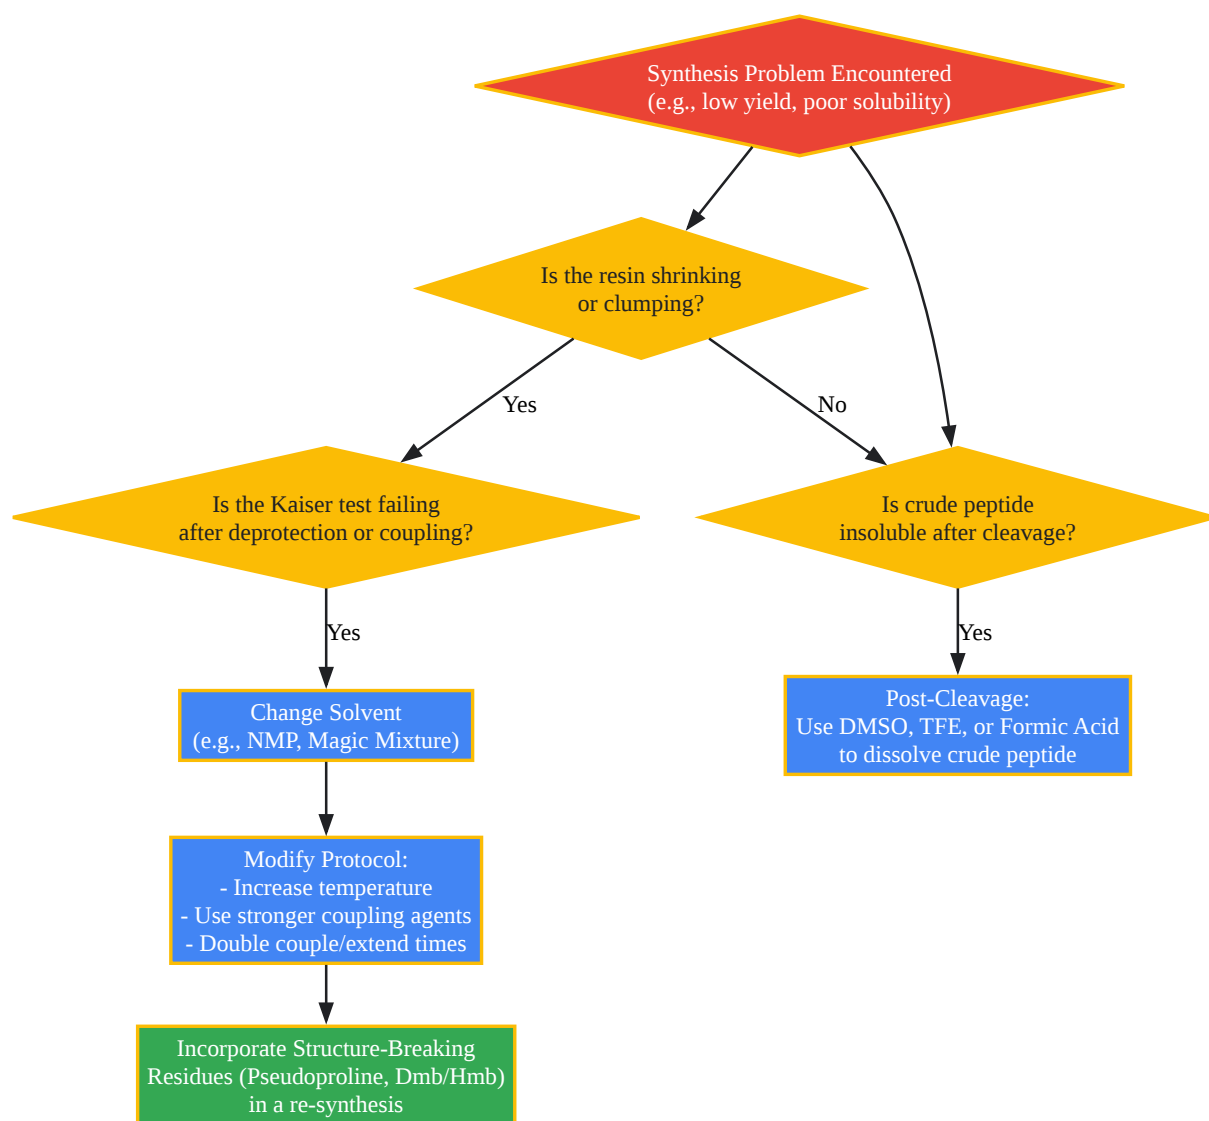 Synthesis Problem Encountered
(e.g., low yield, poor solubility)
Is the resin shrinking
or clumping?
Yes
No
Is the Kaiser test failing
after deprotection or coupling?
Is crude peptide
insoluble after cleavage?
Yes
Yes
Change Solvent
(e.g., NMP, Magic Mixture)
Post-Cleavage:
Use DMSO, TFE, or Formic Acid
to dissolve crude peptide
Modify Protocol:
- Increase temperature
- Use stronger coupling agents
- Double couple/extend times
Incorporate Structure-Breaking
Residues (Pseudoproline, Dmb/Hmb)
in a re-synthesis